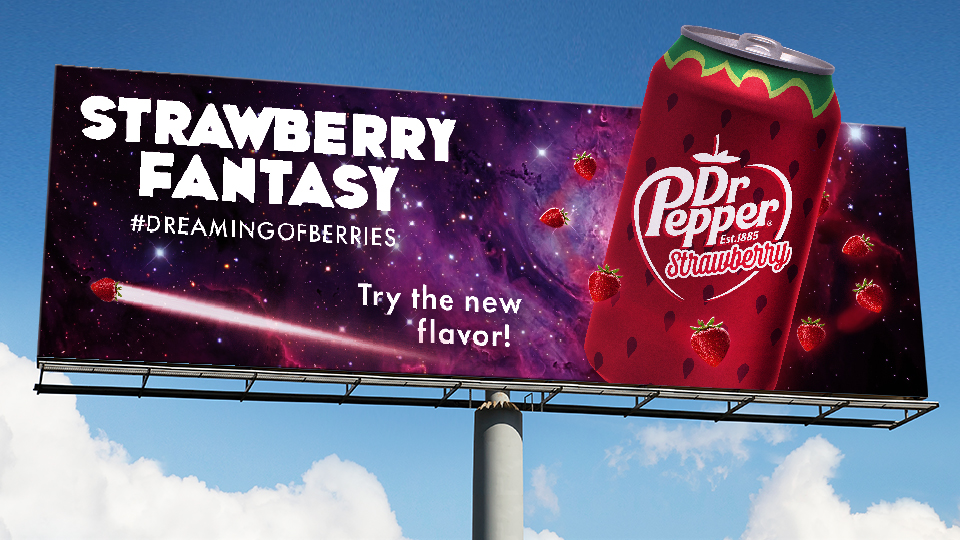 STRAWBERRY
FANTASY
#DREAMINGOFBERRIES
Try the new
flavor!
Dr
Pepper
Est.1885
Strawberry